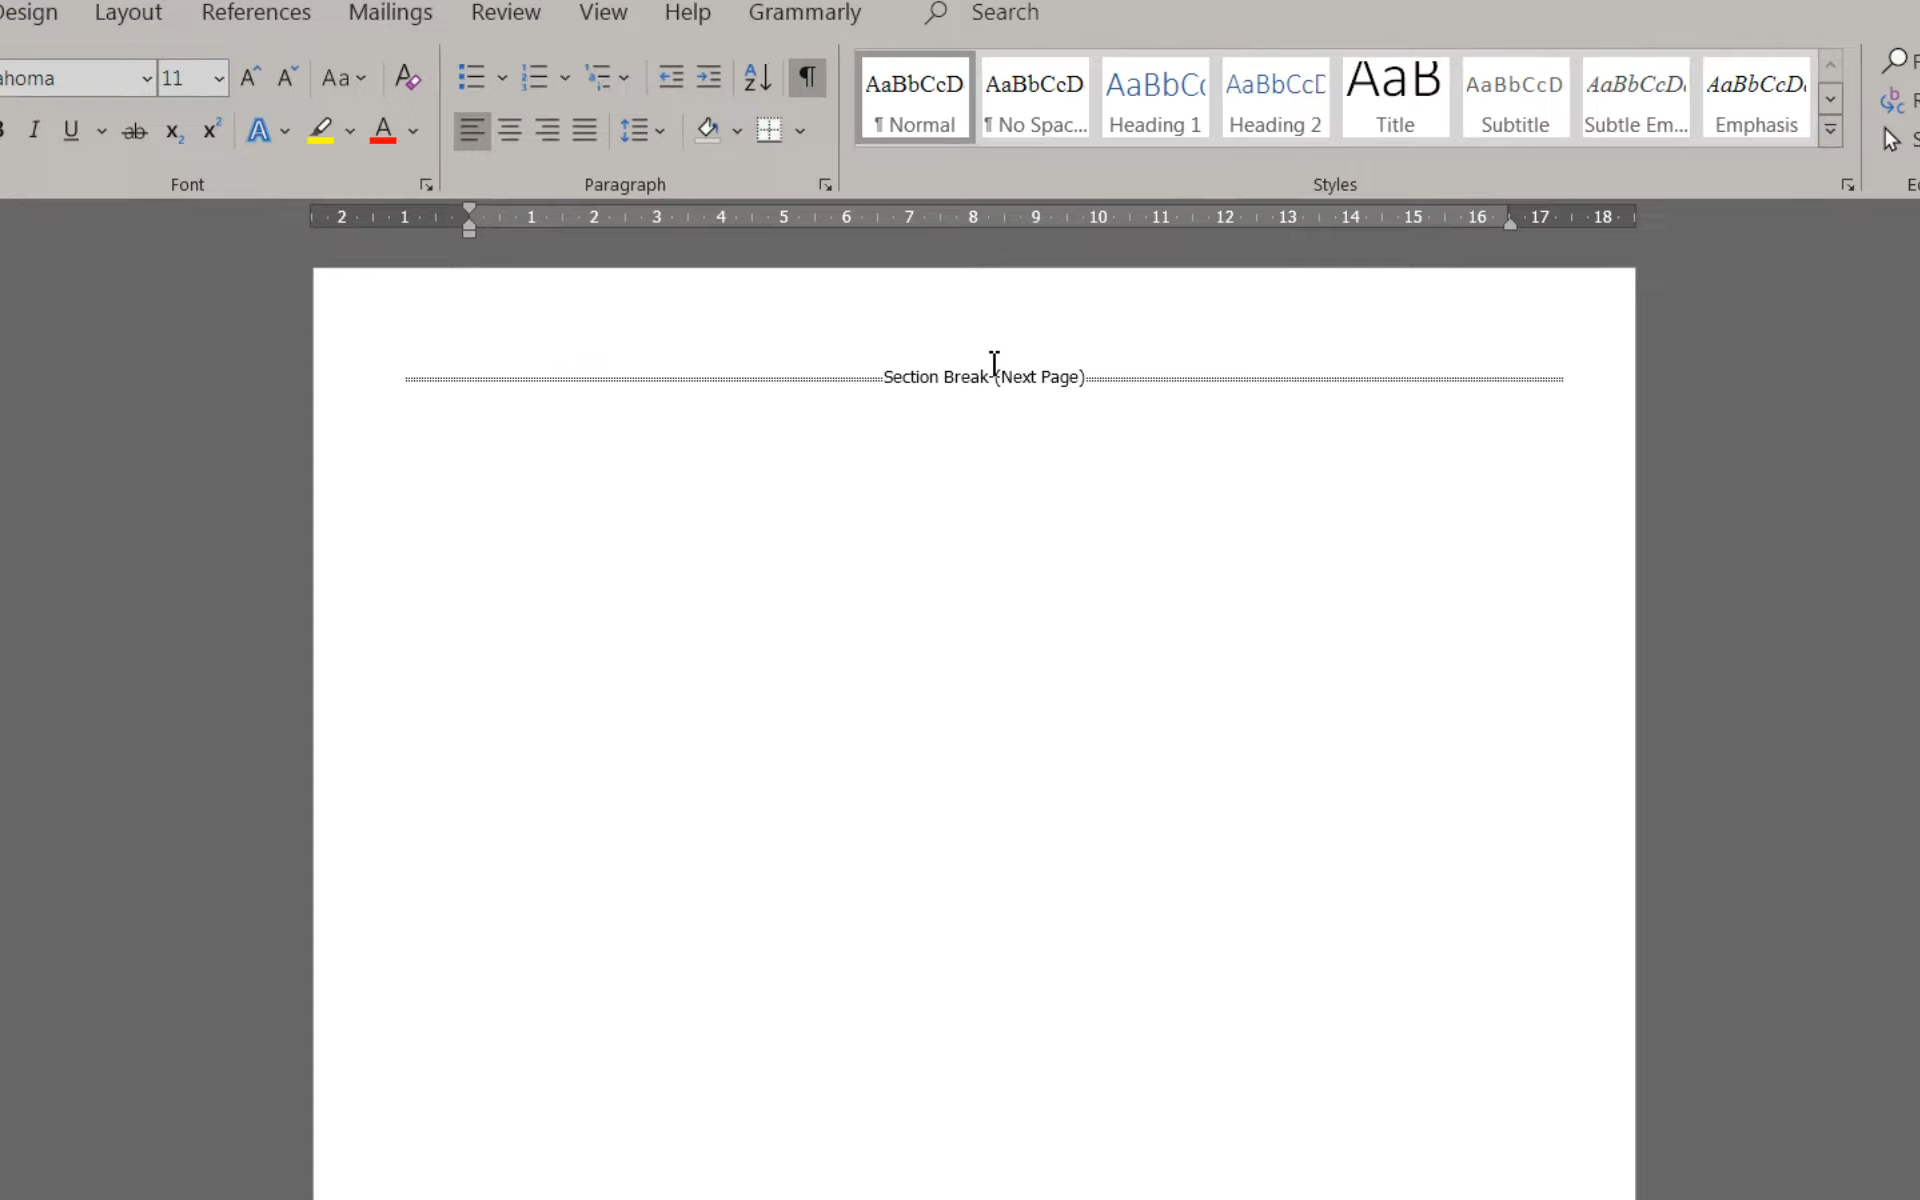 Layout References Mailings Review View Help Grammarly Search
11 Aa A
I U ab x₂ x² A A
AaBbCcD AaBbCcD AaBbCc AaBbCcD AaB AaBbCcD AaBbCcD AaBbCcD
¶ Normal ¶ No Spac... Heading 1 Heading 2 Title Subtitle Subtle Em... Emphasis
Font Paragraph Styles
2 1 1 2 3 4 5 6 7 8 9 10 11 12 13 14 15 16 17 18
Section Break (Next Page)